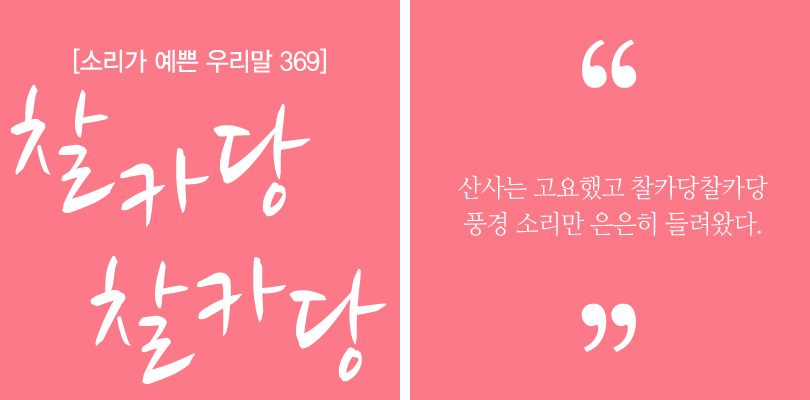 [소리가 예쁜 우리말 369]
찰카당
찰카당
“
산사는 고요했고 찰카당찰카당
풍경 소리만 은은히 들려왔다.
”